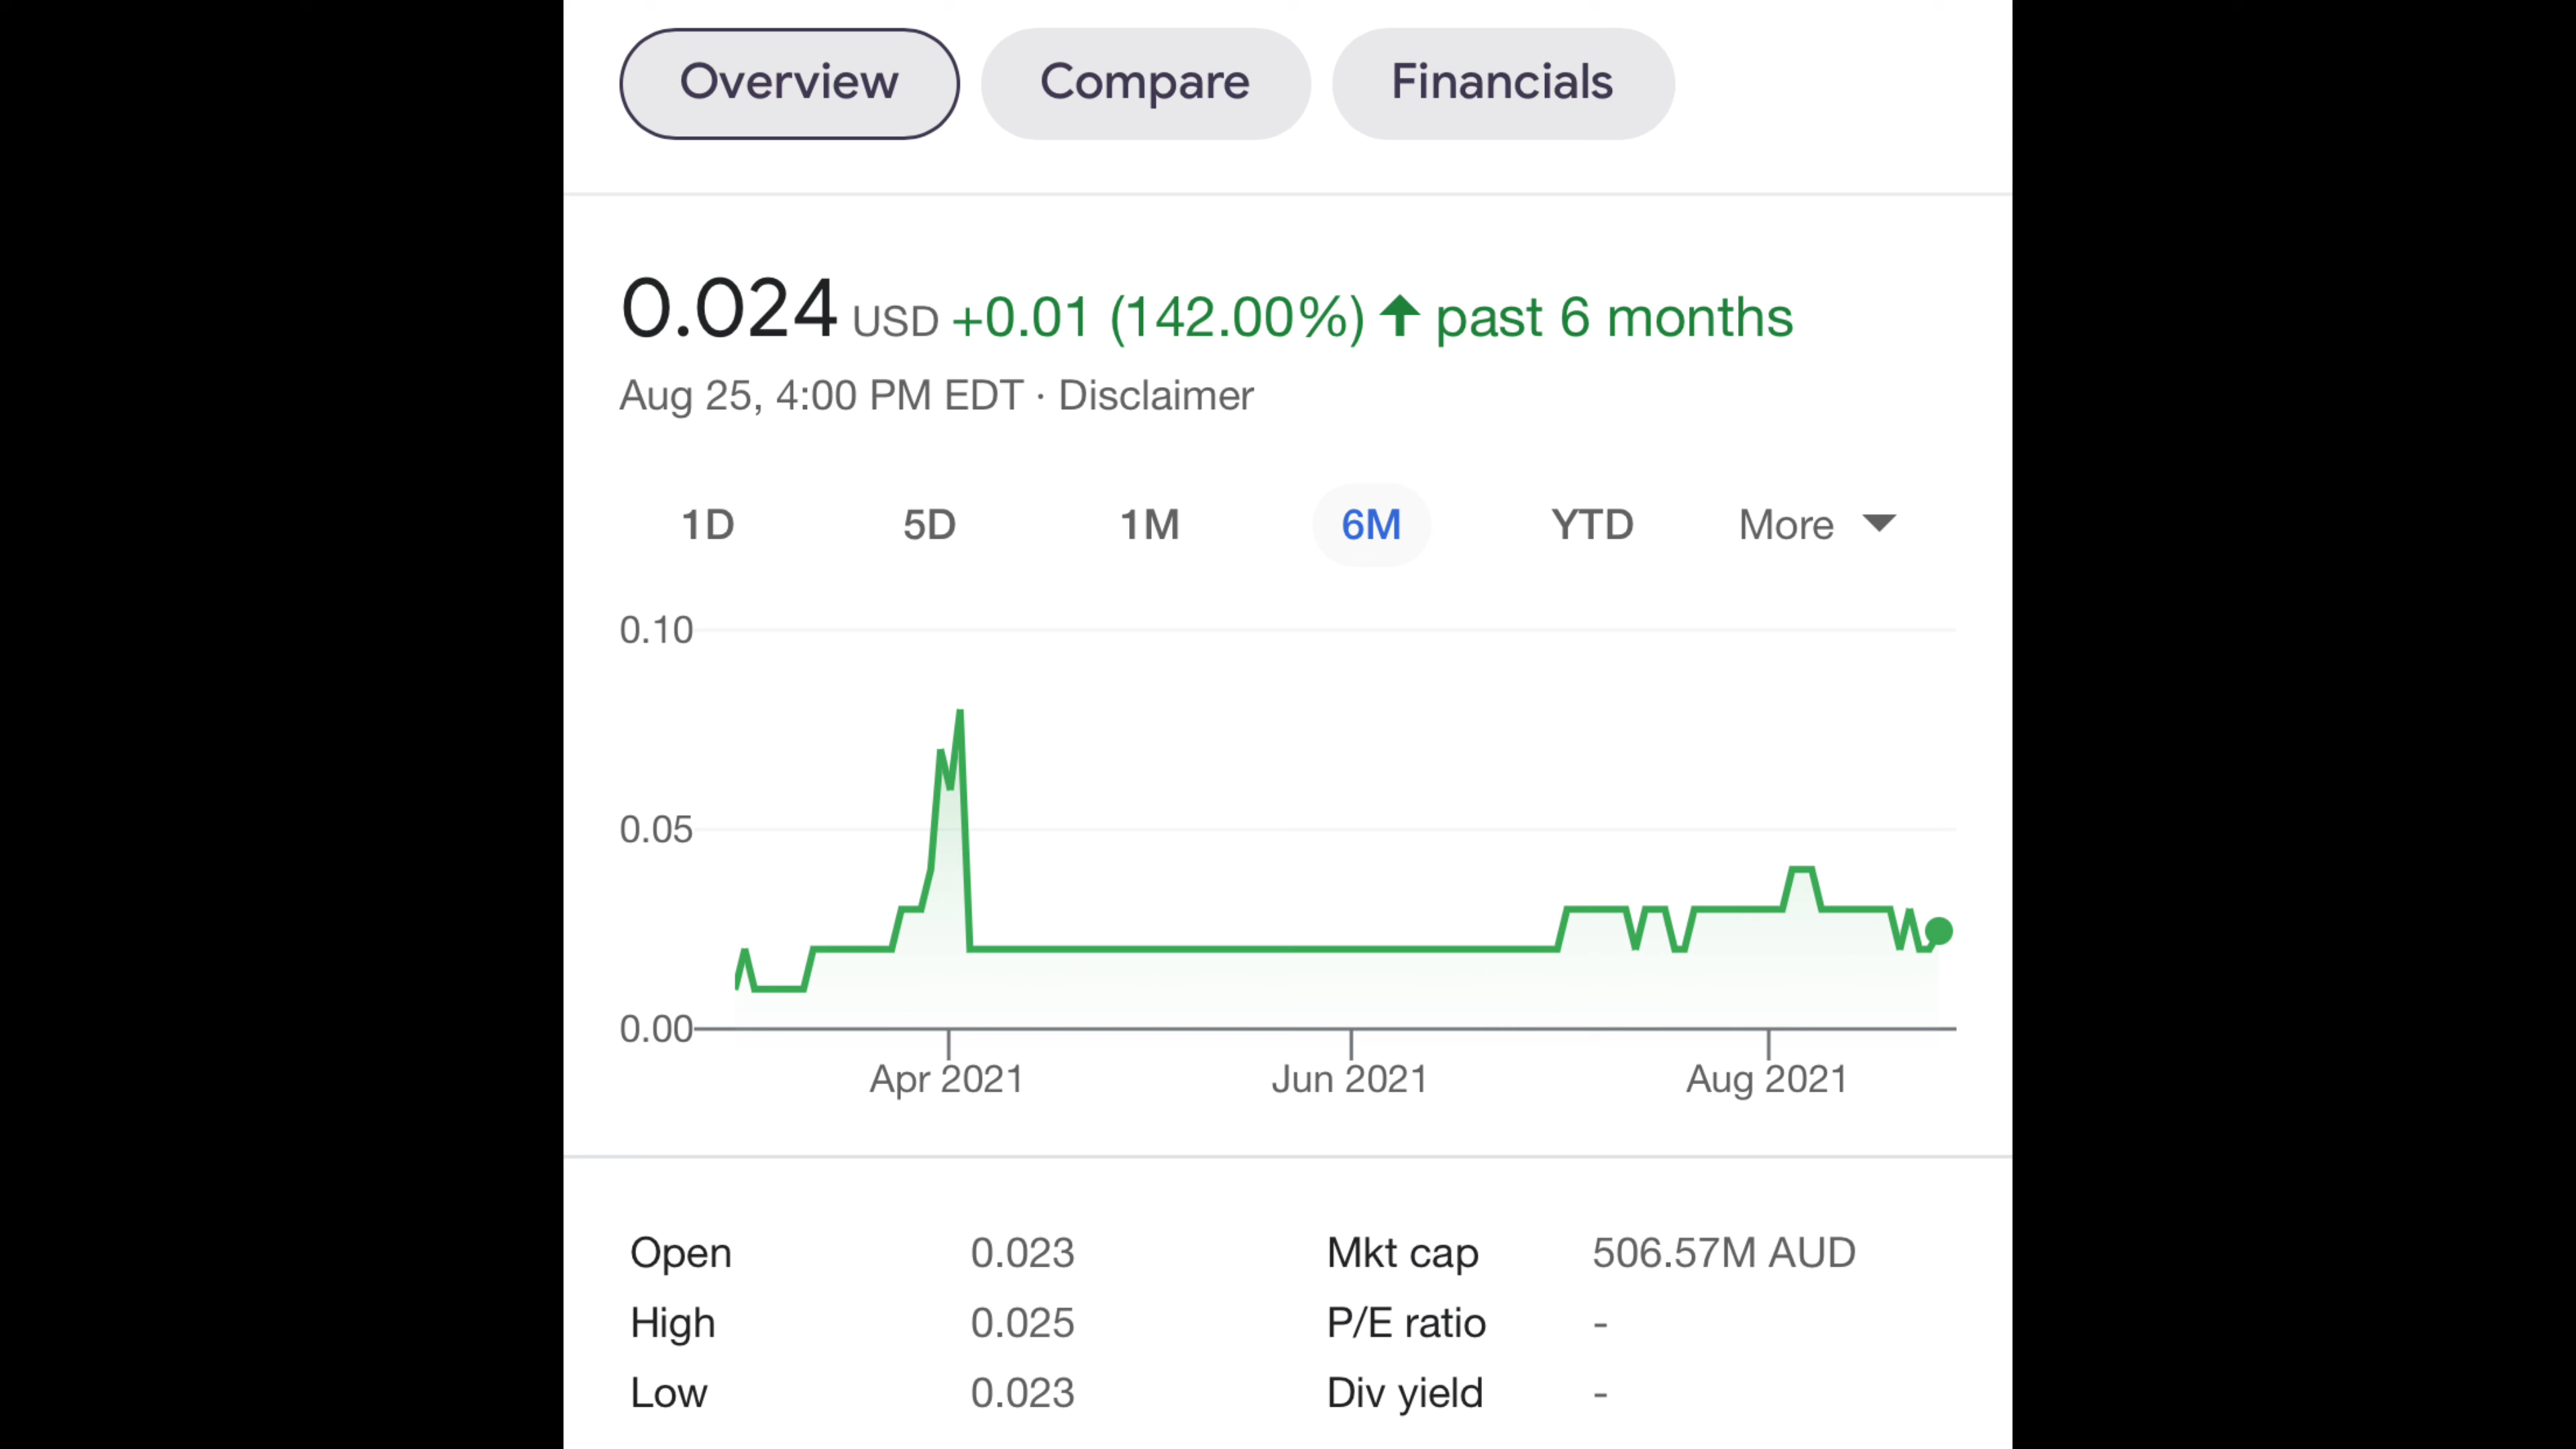 Overview Compare Financials
0.024 USD +0.01 (142.00%) ↑ past 6 months
Aug 25, 4:00 PM EDT · Disclaimer
1D 5D 1M 6M YTD More
0.10
0.05
0.00
Apr 2021 Jun 2021 Aug 2021
Open 0.023 Mkt cap 506.57M AUD
High 0.025 P/E ratio -
Low 0.023 Div yield -